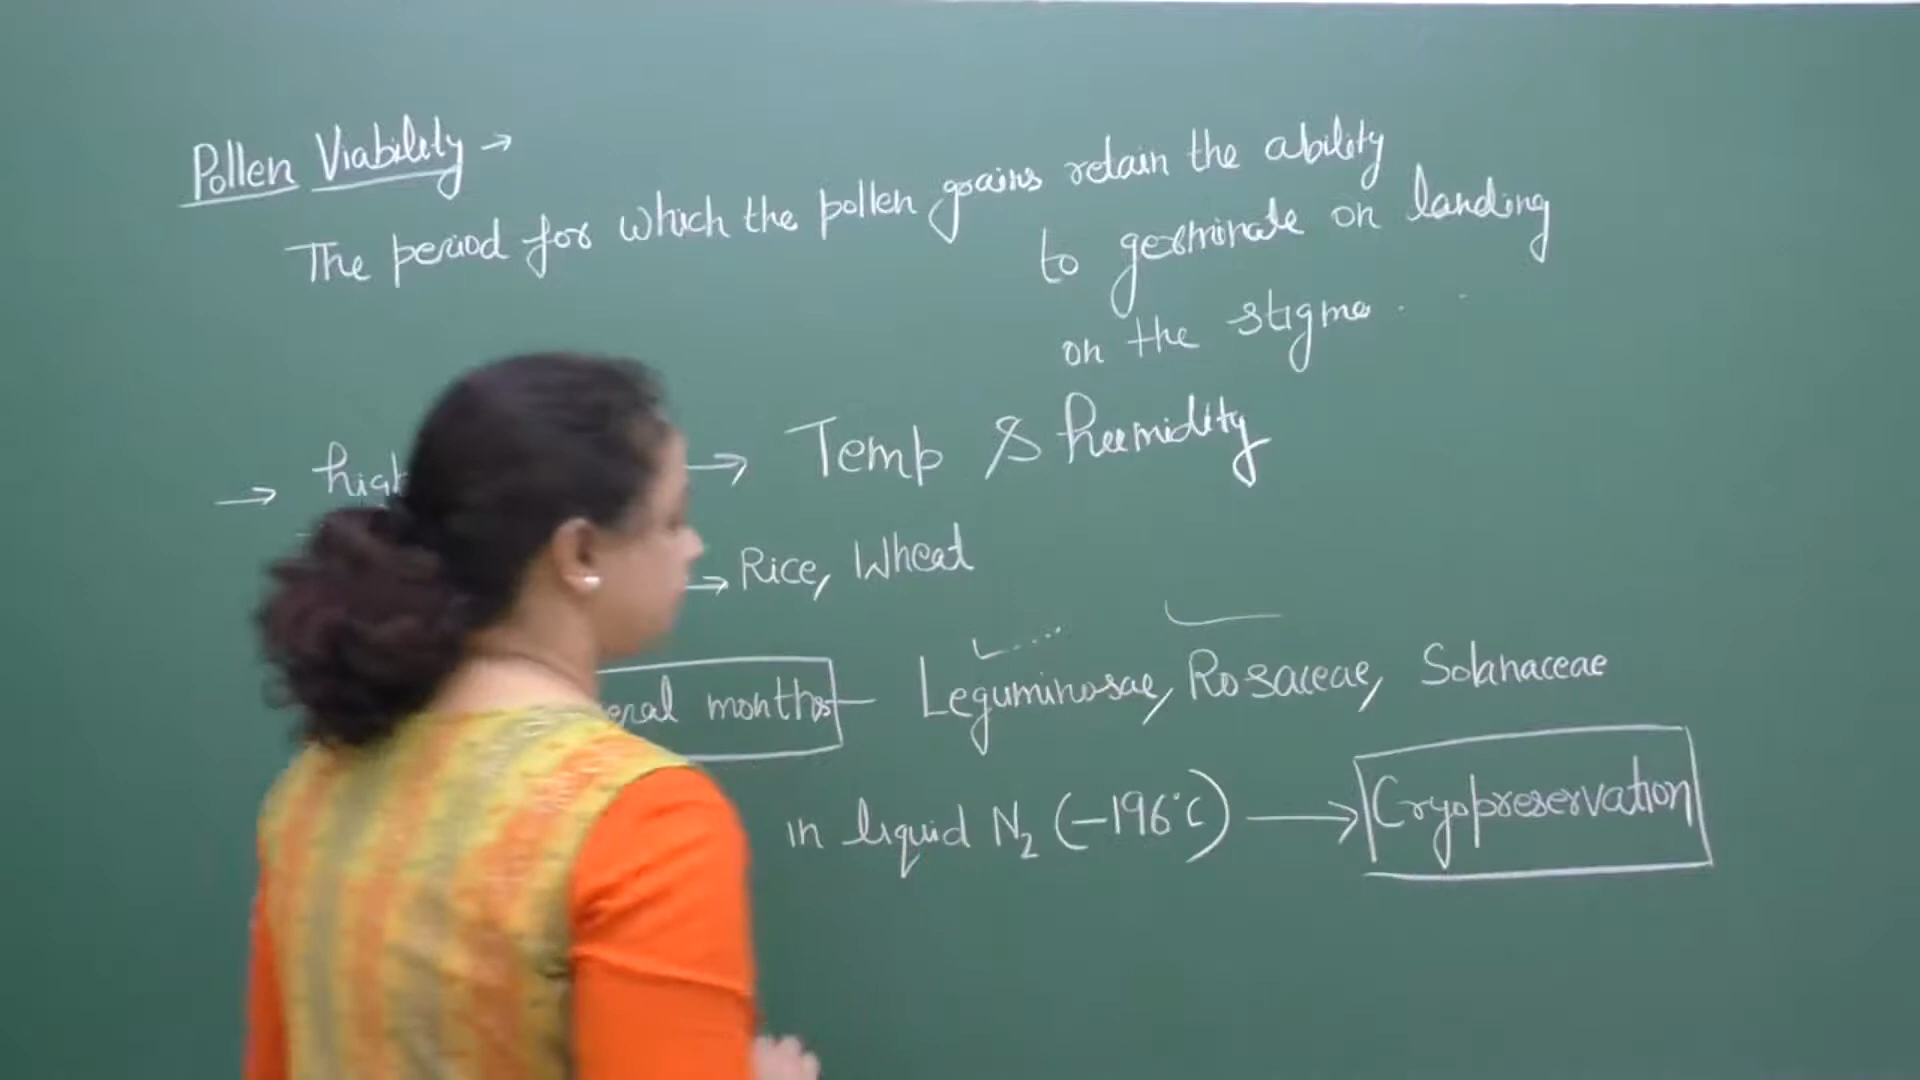 Pollen Viability →
The period for which the pollen grains retain the ability
to germinate on landing
on the stigma.
→ → Temp & humidity
→ Rice, Wheat
months — Leguminosae, Rosaceae, Solanaceae
in liquid N₂ (-196°C) → Cryopreservation